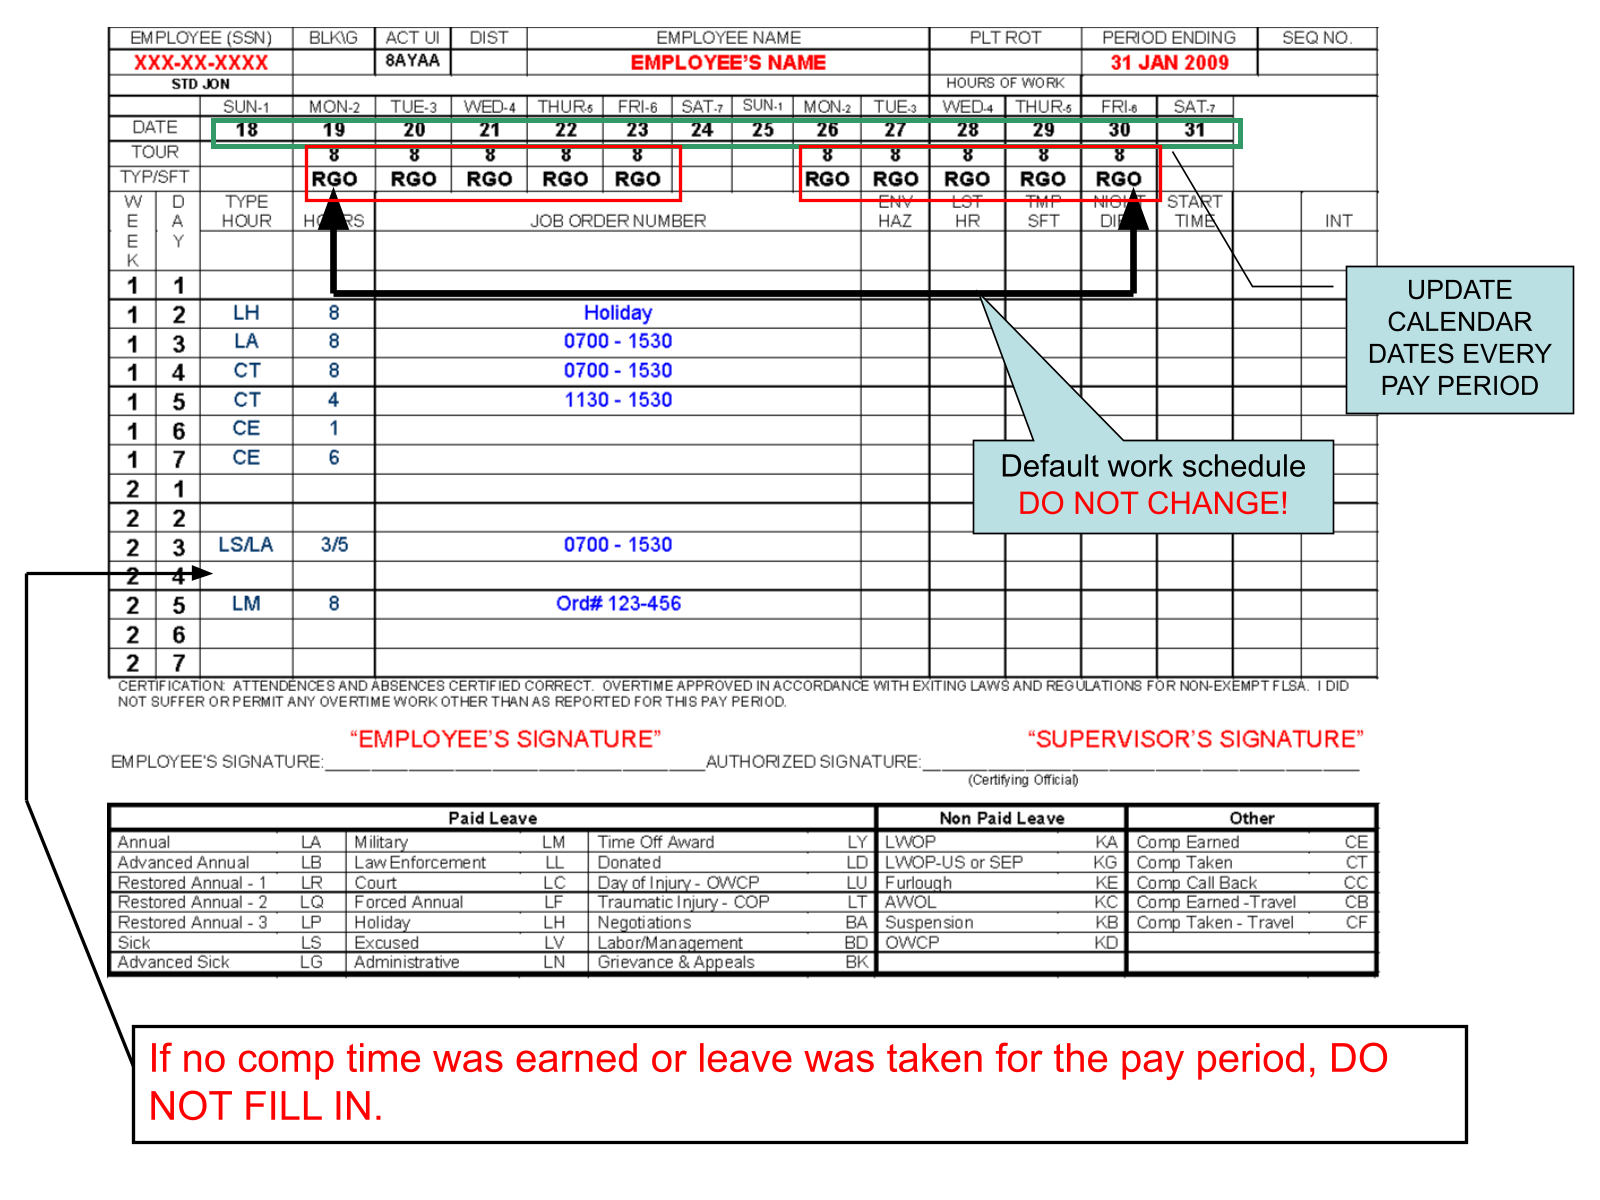 EMPLOYEE (SSN) BLK\G ACT UI DIST EMPLOYEE NAME PLT ROT PERIOD ENDING SEQ NO.
XXX-XX-XXXX 8AYAA EMPLOYEE'S NAME 31 JAN 2009
STD JON HOURS OF WORK
SUN-1 MON-2 TUE-3 WED-4 THUR-5 FRI-6 SAT-7 SUN-1 MON-2 TUE-3 WED-4 THUR-5 FRI-6 SAT-7
DATE 18 19 20 21 22 23 24 25 26 27 28 29 30 31
TOUR 8 8 8 8 8 8 8 8 8 8
TYP/SFT RGO RGO RGO RGO RGO RGO RGO RGO RGO RGO
WEEK DAY TYPE HOUR HOURS JOB ORDER NUMBER ENV HAZ LST HR TMP SFT NIGHT DIF START TIME INT
1 1
1 2 LH 8 Holiday
1 3 LA 8 0700 - 1530
1 4 CT 8 0700 - 1530
1 5 CT 4 1130 - 1530
1 6 CE 1
1 7 CE 6
2 1
2 2
2 3 LS/LA 3/5 0700 - 1530
2 4
2 5 LM 8 Ord# 123-456
2 6
2 7
UPDATE
CALENDAR
DATES EVERY
PAY PERIOD
Default work schedule
DO NOT CHANGE!
CERTIFICATION: ATTENDENCES AND ABSENCES CERTIFIED CORRECT. OVERTIME APPROVED IN ACCORDANCE WITH EXITING LAWS AND REGULATIONS FOR NON-EXEMPT FLSA. I DID
NOT SUFFER OR PERMIT ANY OVERTIME WORK OTHER THAN AS REPORTED FOR THIS PAY PERIOD.
“EMPLOYEE'S SIGNATURE” “SUPERVISOR'S SIGNATURE”
EMPLOYEE'S SIGNATURE: AUTHORIZED SIGNATURE:
(Certifying Official)
Paid Leave Non Paid Leave Other
Annual LA Military LM Time Off Award LY LWOP KA Comp Earned CE
Advanced Annual LB Law Enforcement LL Donated LD LWOP-US or SEP KG Comp Taken CT
Restored Annual - 1 LR Court LC Day of Injury - OWCP LU Furlough KE Comp Call Back CC
Restored Annual - 2 LQ Forced Annual LF Traumatic Injury - COP LT AWOL KC Comp Earned -Travel CB
Restored Annual - 3 LP Holiday LH Negotiations BA Suspension KB Comp Taken - Travel CF
Sick LS Excused LV Labor/Management BD OWCP KD
Advanced Sick LG Administrative LN Grievance & Appeals BK
If no comp time was earned or leave was taken for the pay period, DO
NOT FILL IN.